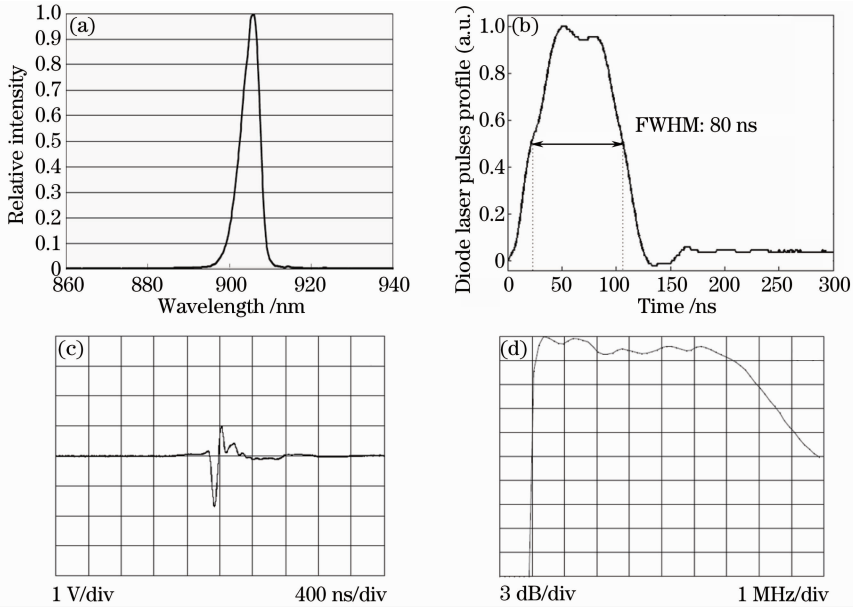 (a)
Relative intensity
1.0
0.9
0.8
0.7
0.6
0.5
0.4
0.3
0.2
0.1
0
860 880 900 920 940
Wavelength /nm
(b)
Diode laser pulses profile (a.u.)
1.0
0.8
0.6
0.4
0.2
0
FWHM: 80 ns
0 50 100 150 200 250 300
Time /ns
(c)
1 V/div 400 ns/div
(d)
3 dB/div 1 MHz/div